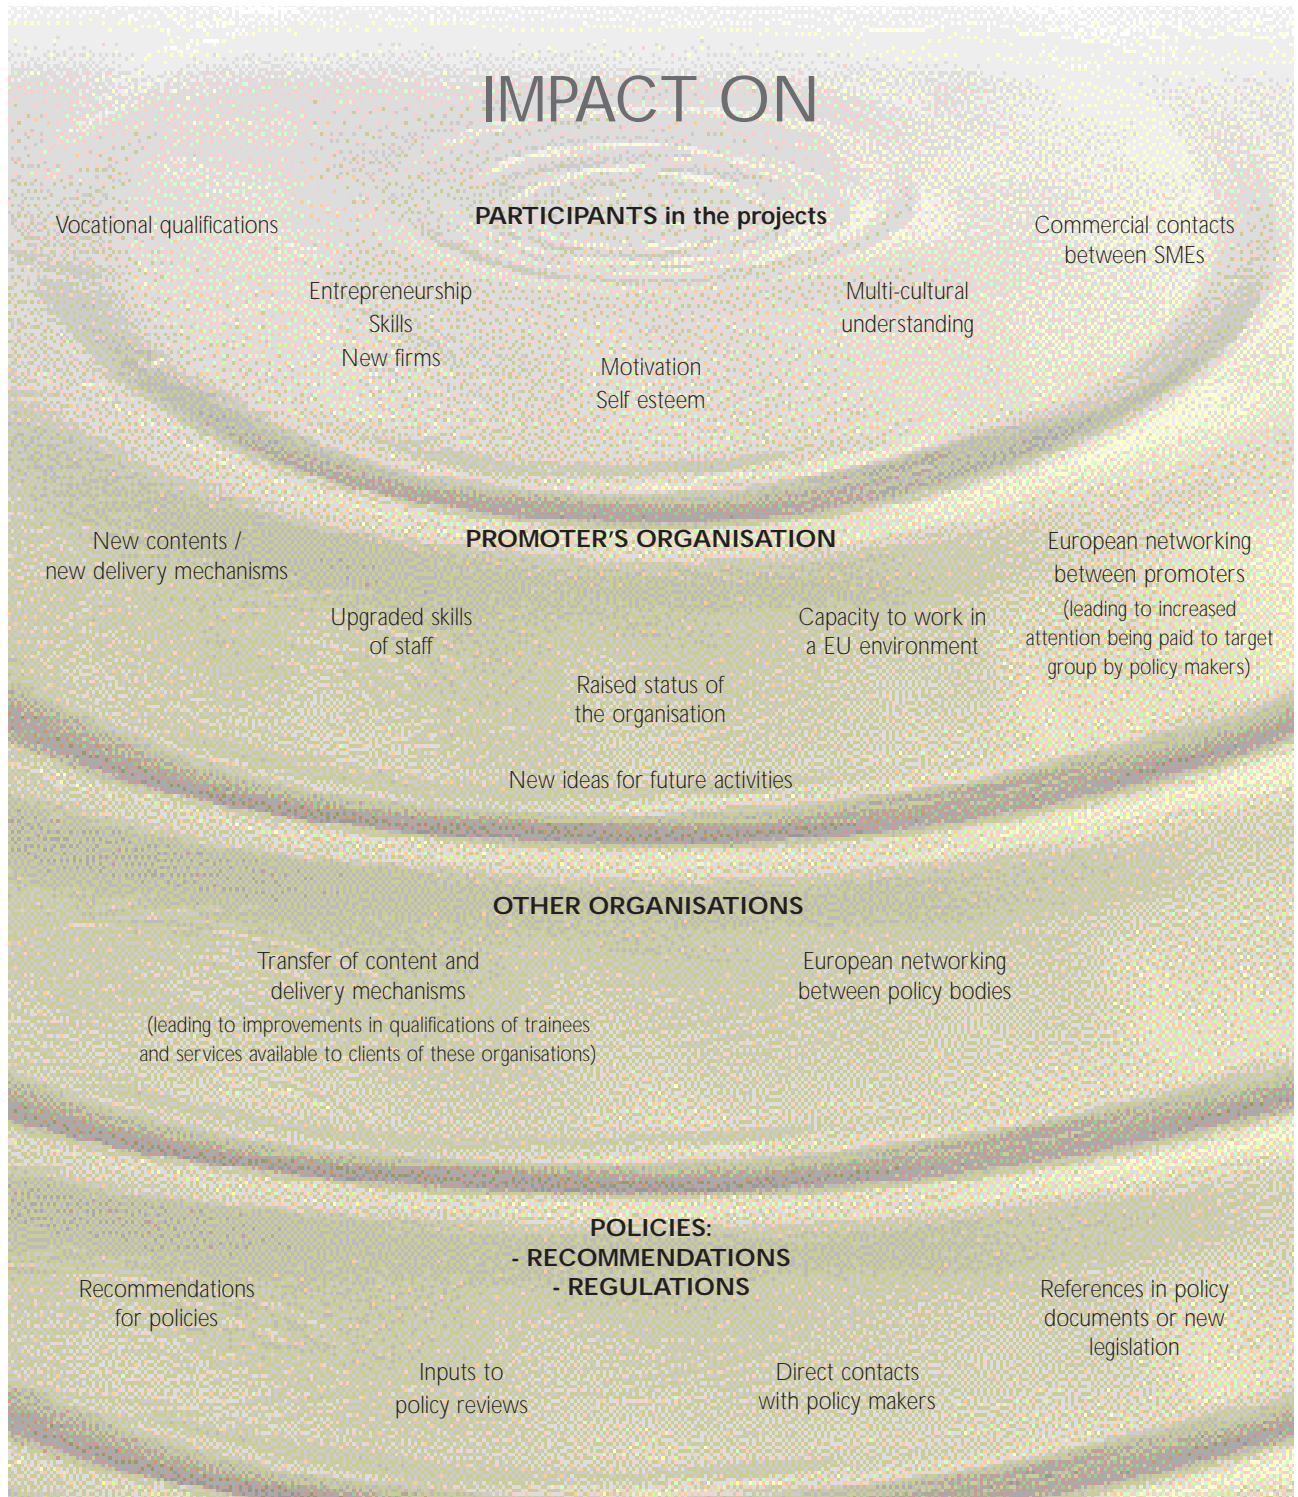 IMPACT ON
PARTICIPANTS in the projects
Vocational qualifications
Commercial contacts
between SMEs
Entrepreneurship
Skills
New firms
Multi-cultural
understanding
Motivation
Self esteem
PROMOTER'S ORGANISATION
New contents /
new delivery mechanisms
European networking
between promoters
(leading to increased
attention being paid to target
group by policy makers)
Upgraded skills
of staff
Capacity to work in
a EU environment
Raised status of
the organisation
New ideas for future activities
OTHER ORGANISATIONS
Transfer of content and
delivery mechanisms
(leading to improvements in qualifications of trainees
and services available to clients of these organisations)
European networking
between policy bodies
POLICIES:
- RECOMMENDATIONS
- REGULATIONS
Recommendations
for policies
References in policy
documents or new
legislation
Inputs to
policy reviews
Direct contacts
with policy makers